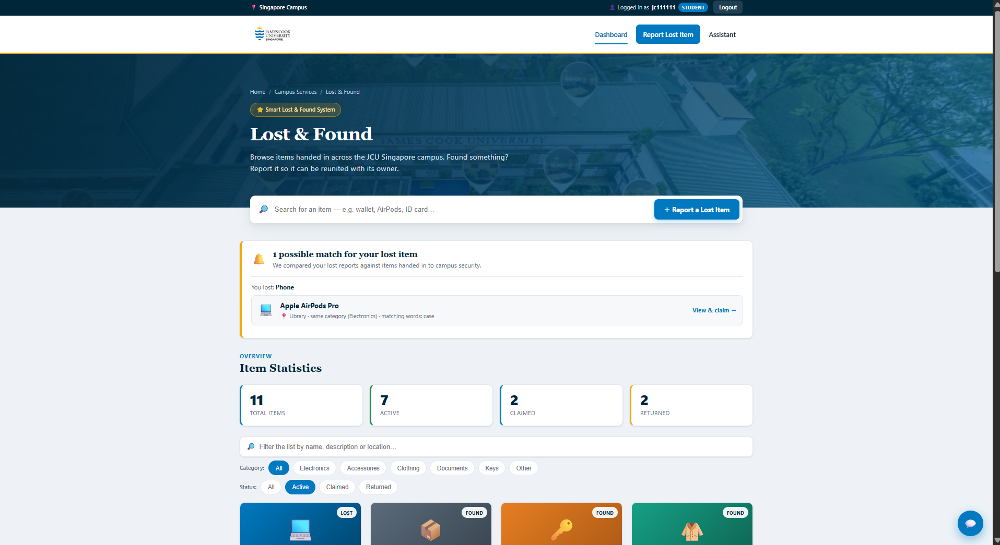 Singapore Campus
Logged in as jc111111 STUDENT Logout
JAMES COOK
UNIVERSITY
SINGAPORE
Dashboard Report Lost Item Assistant
Home / Campus Services / Lost & Found
Smart Lost & Found System
Lost & Found
JAMES COOK UNIVERSITY
Browse items handed in across the JCU Singapore campus. Found something?
Report it so it can be reunited with its owner.
Search for an item — e.g. wallet, AirPods, ID card…
+ Report a Lost Item
1 possible match for your lost item
We compared your lost reports against items handed in to campus security.
You lost: Phone
Apple AirPods Pro
Library · same category (Electronics) · matching words: case
View & claim →
OVERVIEW
Item Statistics
11
TOTAL ITEMS
7
ACTIVE
2
CLAIMED
2
RETURNED
Filter the list by name, description or location…
Category: All Electronics Accessories Clothing Documents Keys Other
Status: All Active Claimed Returned
LOST
FOUND
FOUND
FOUND